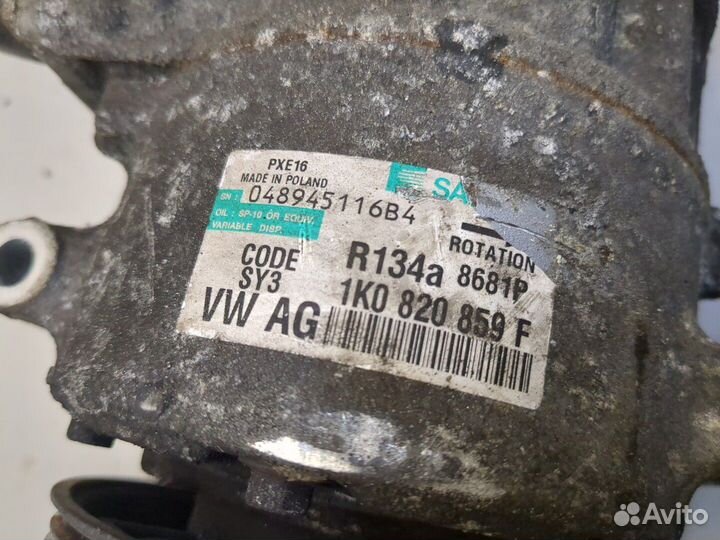 PXE16
MADE IN POLAND
SA
SN : 048945116B4
OIL : SP-10 OR EQUIV.
VARIABLE DISP.
ROTATION
CODE R134a 8681P
SY3
VW AG 1K0 820 859 F
Avito